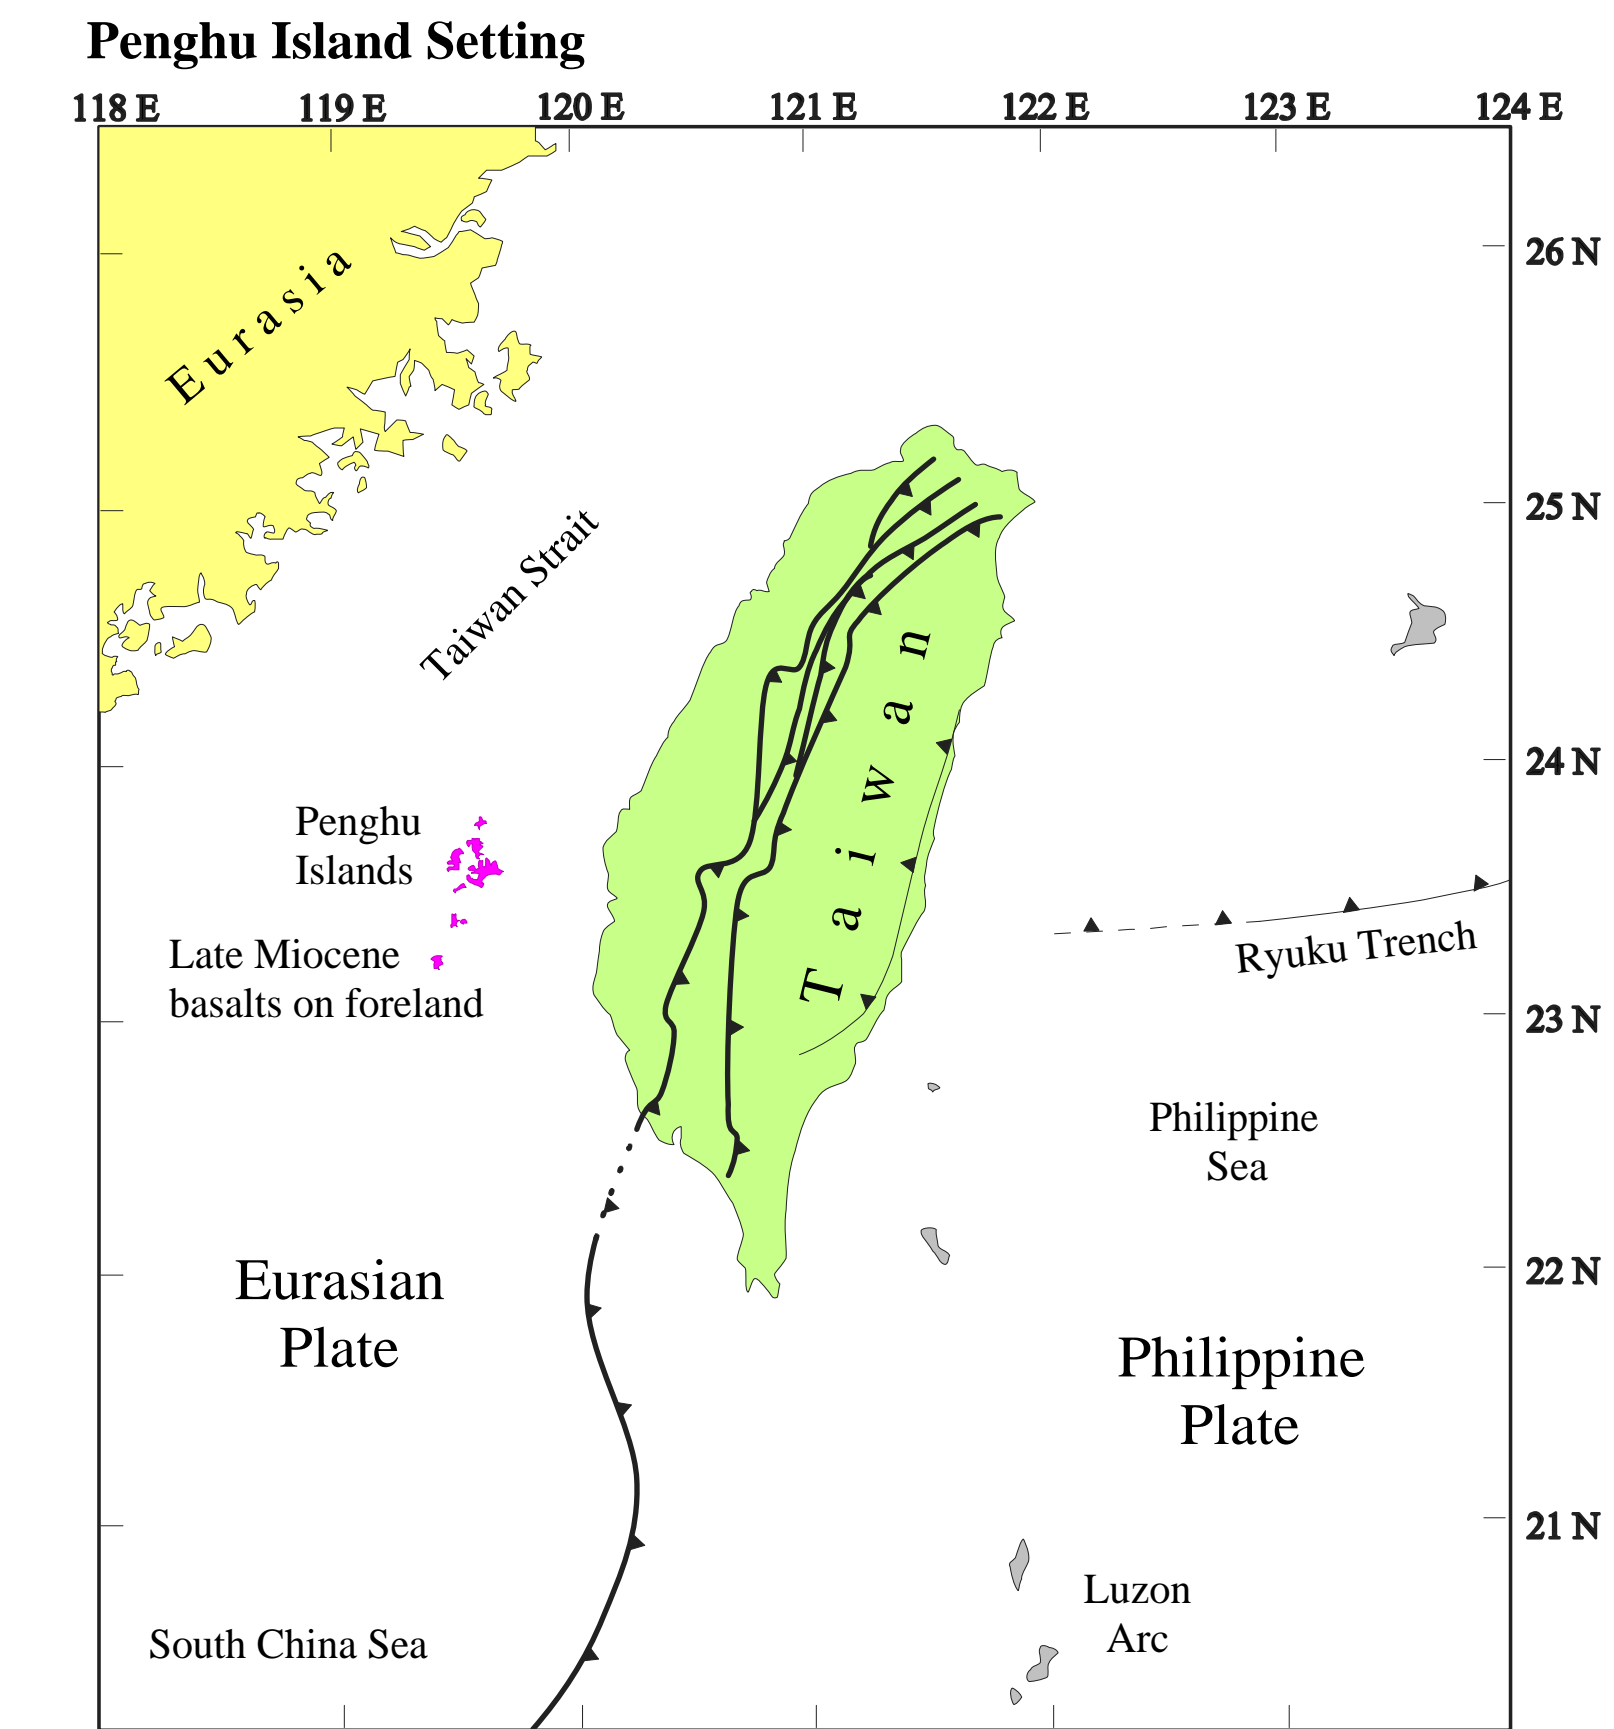 Penghu Island Setting
118 E 119 E 120 E 121 E 122 E 123 E 124 E
26 N
Eurasia
25 N
Taiwan Strait
Taiwan
24 N
Penghu
Islands
Ryuku Trench
Late Miocene
basalts on foreland
23 N
Philippine
Sea
22 N
Eurasian
Plate
Philippine
Plate
21 N
Luzon
Arc
South China Sea